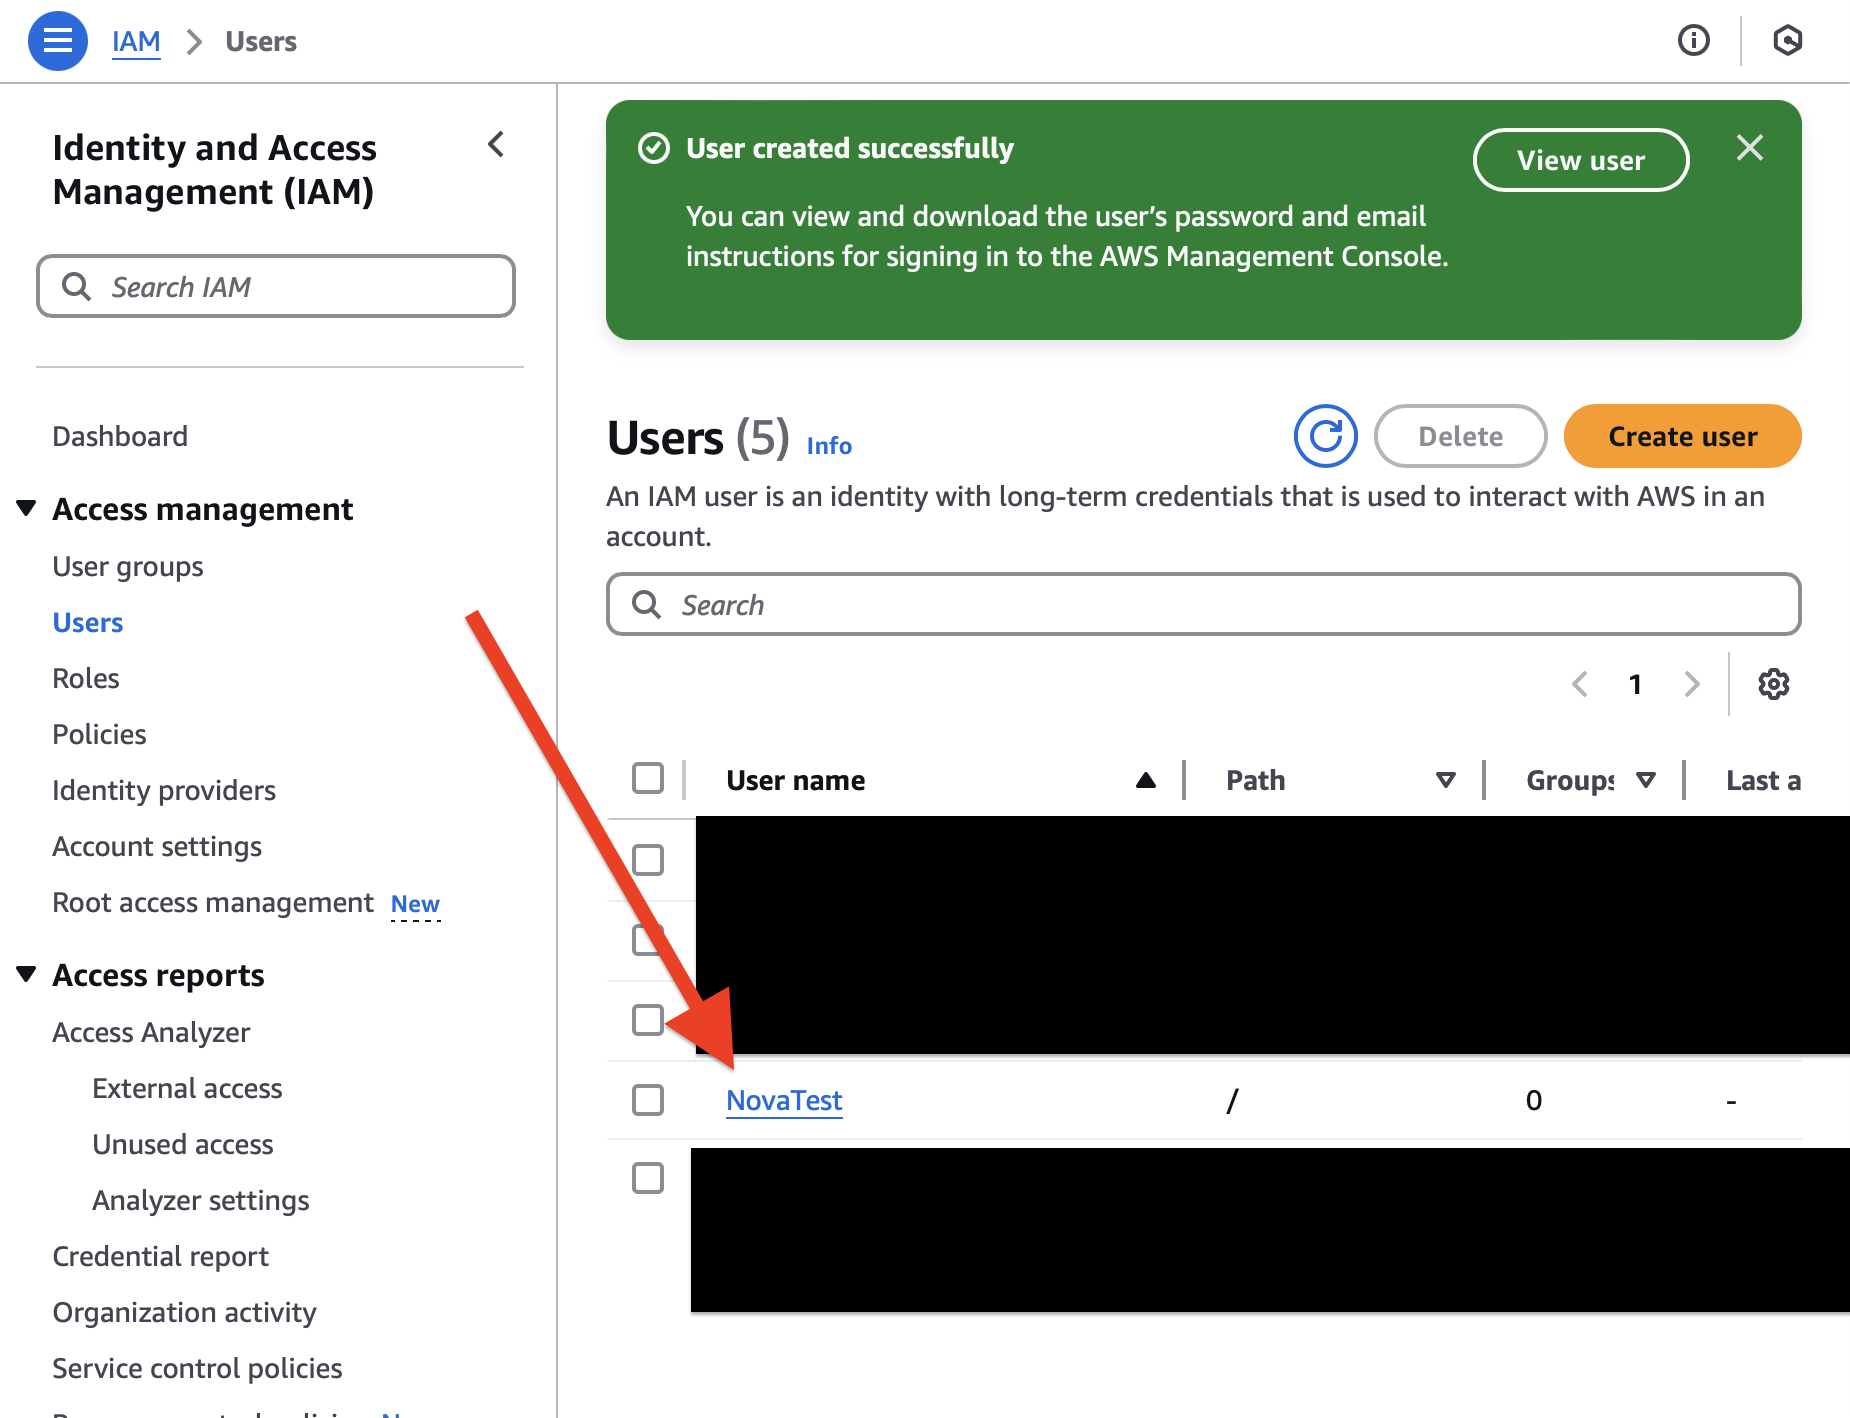 IAM
Users
Identity and Access
Management (IAM)
Search IAM
Dashboard
Access management
User groups
Users
Roles
Policies
Identity providers
Account settings
Root access management New
Access reports
Access Analyzer
External access
Unused access
Analyzer settings
Credential report
Organization activity
Service control policies
User created successfully
View user
You can view and download the user's password and email
instructions for signing in to the AWS Management Console.
Users (5) Info
Delete
Create user
An IAM user is an identity with long-term credentials that is used to interact with AWS in an
account.
Search
1
User name
Path
Groups
Last a
NovaTest / 0 -